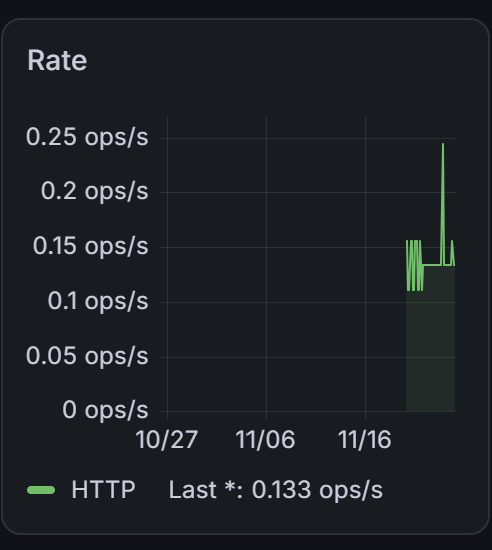 Rate
0.25 ops/s
0.2 ops/s
0.15 ops/s
0.1 ops/s
0.05 ops/s
0 ops/s
10/27 11/06 11/16
HTTP Last *: 0.133 ops/s